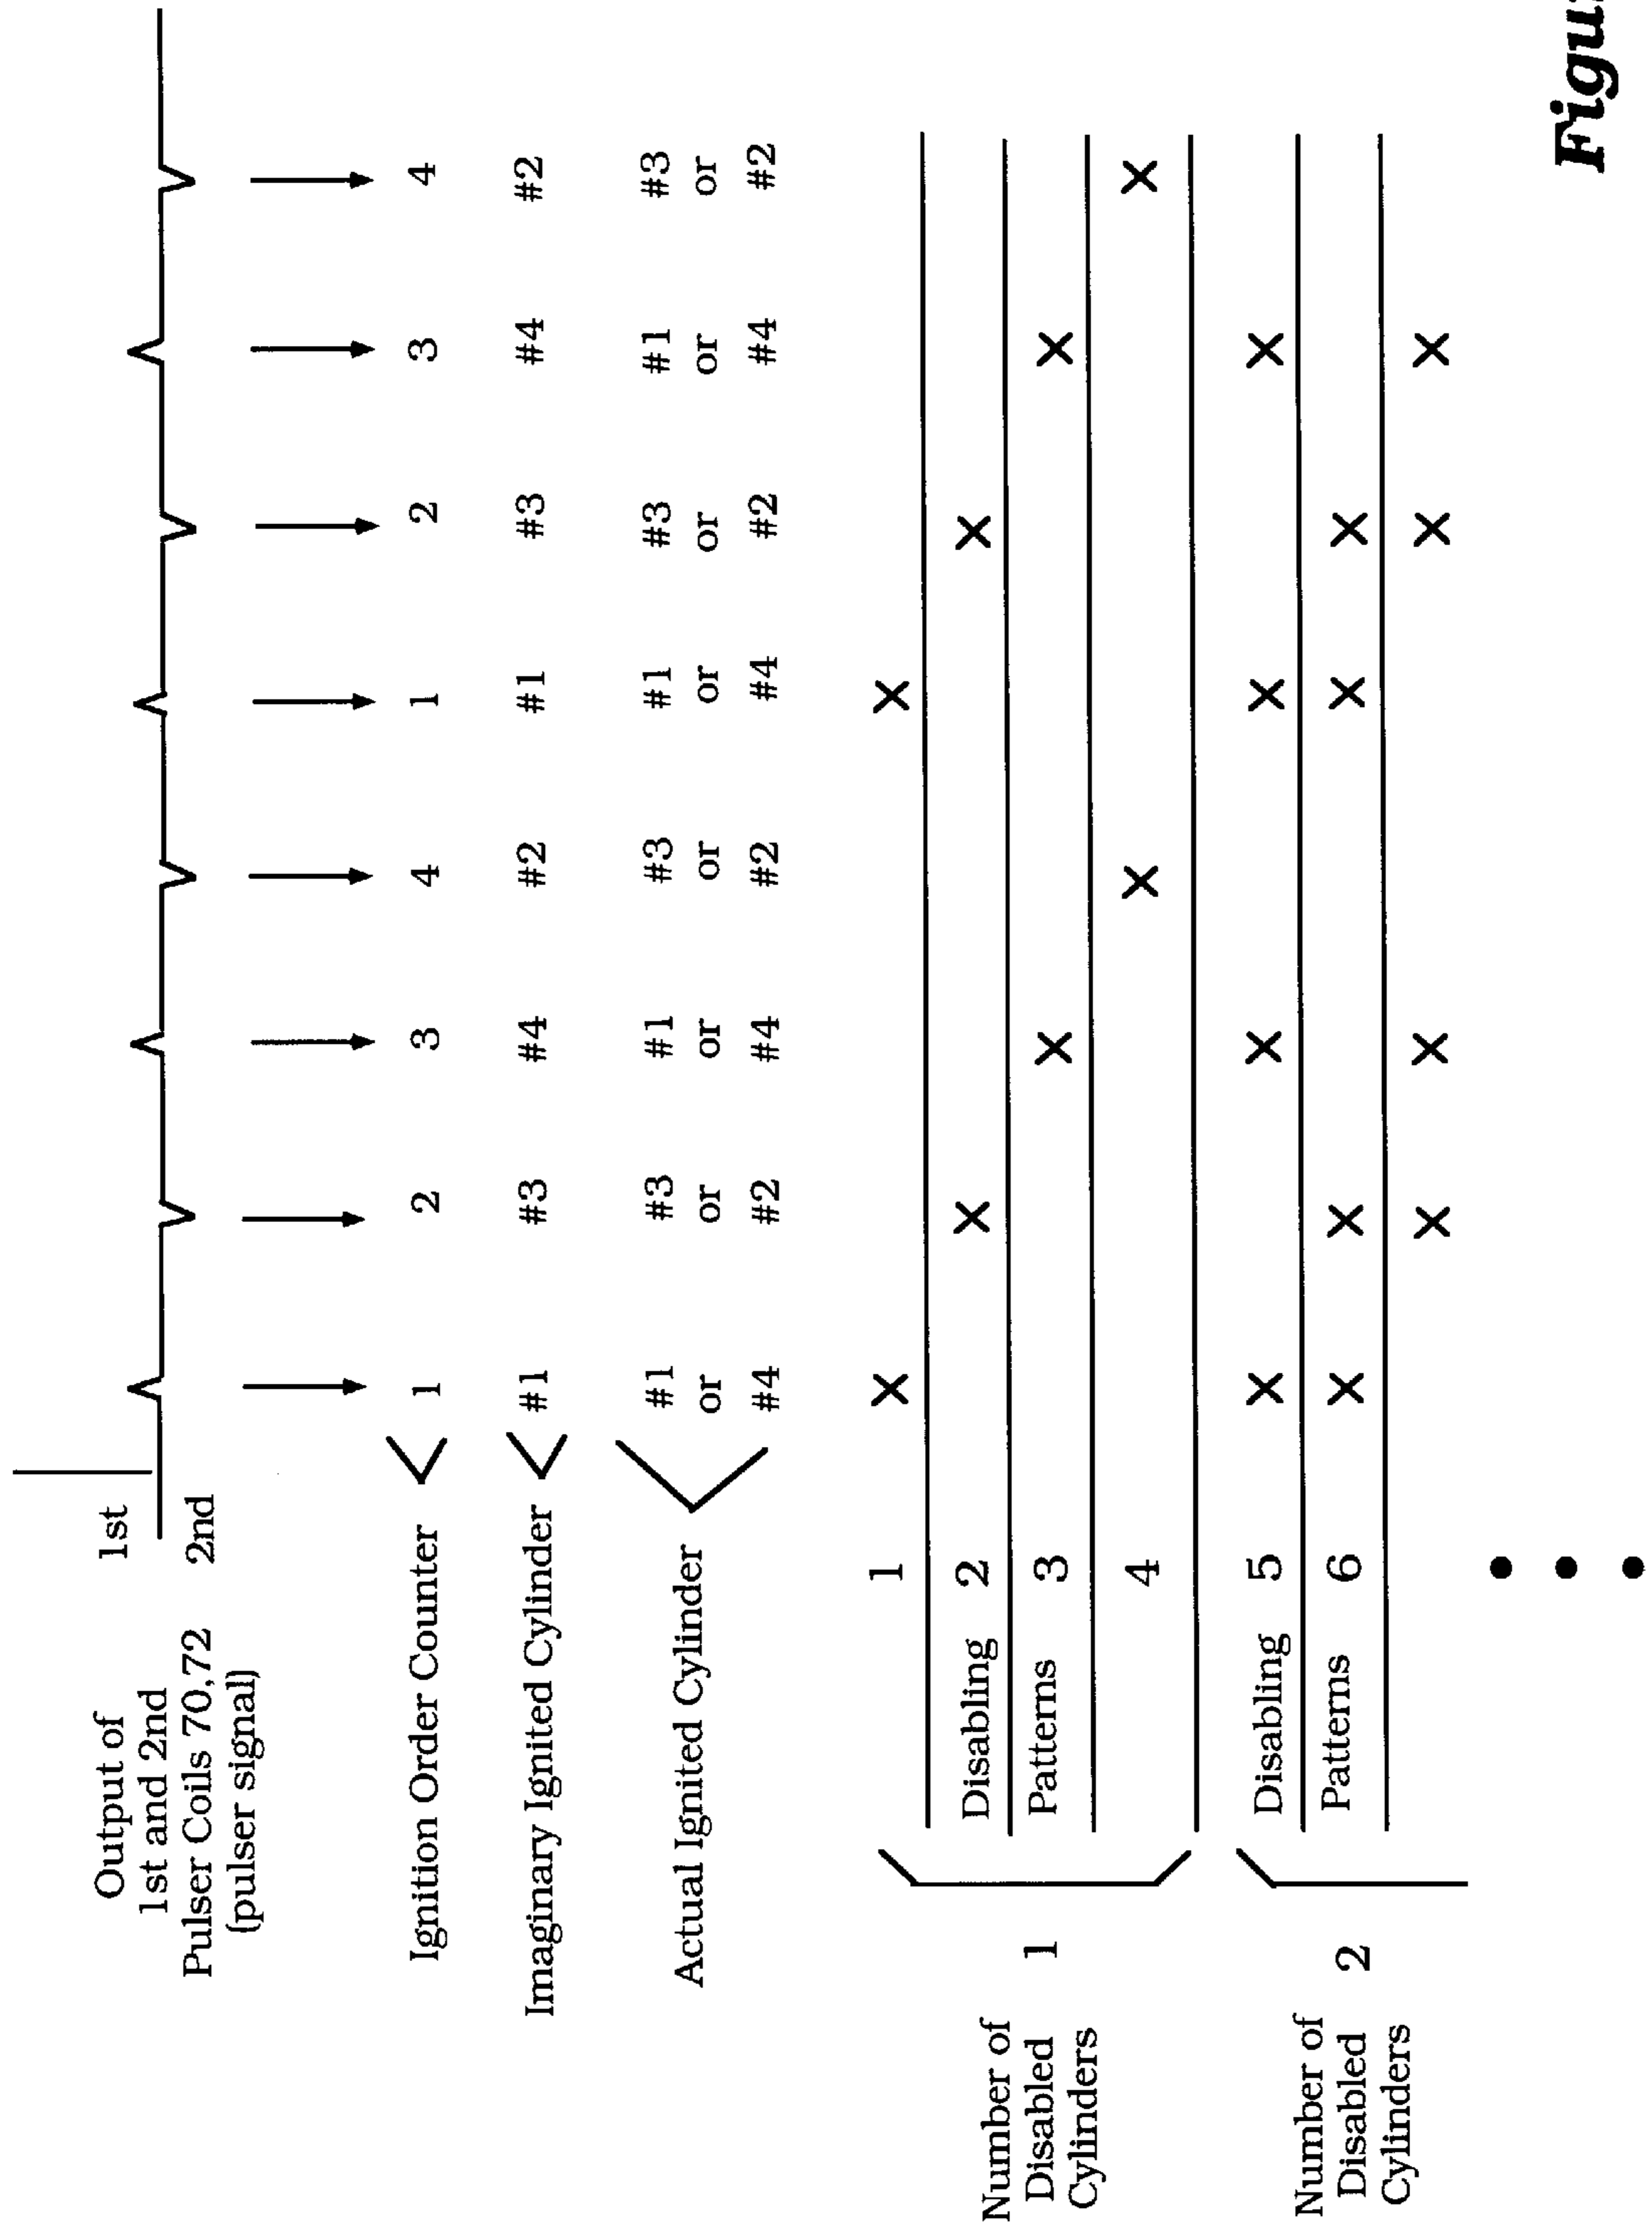 Output of
1st and 2nd
Pulser Coils 70,72
(pulser signal)
1st
2nd
Ignition Order Counter 1 2 3 4 1 2 3 4
Imaginary Ignited Cylinder #1 #3 #4 #2 #1 #3 #4 #2
Actual Ignited Cylinder
#1 #3 #1 #3 #1 #3 #1 #3
or or or or or or or or
#4 #2 #4 #2 #4 #2 #4 #2
Number of
Disabled
Cylinders
1
Disabling
Patterns
1 X X
2 X X
3 X X
4 X X
Number of
Disabled
Cylinders
2
Disabling
Patterns
5 X X X X
6 X X X X
X X X X